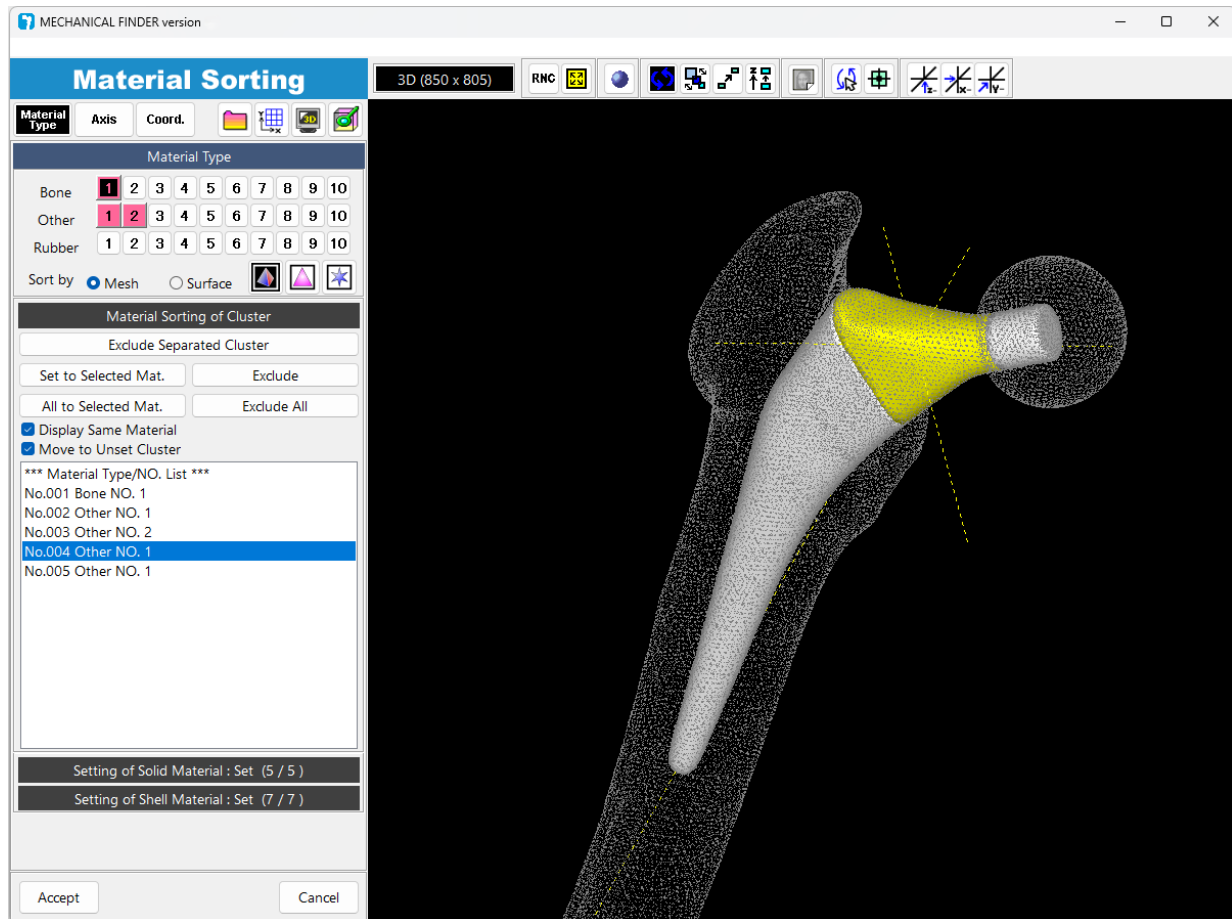 MECHANICAL FINDER version
Material Sorting
3D (850 x 805)
RNC
Material Type
Axis
Coord.
3D
Material Type
Bone 1 2 3 4 5 6 7 8 9 10
Other 1 2 3 4 5 6 7 8 9 10
Rubber 1 2 3 4 5 6 7 8 9 10
Sort by Mesh Surface
Material Sorting of Cluster
Exclude Separated Cluster
Set to Selected Mat. Exclude
All to Selected Mat. Exclude All
Display Same Material
Move to Unset Cluster
*** Material Type/NO. List ***
No.001 Bone NO. 1
No.002 Other NO. 1
No.003 Other NO. 2
No.004 Other NO. 1
No.005 Other NO. 1
Setting of Solid Material : Set (5 / 5 )
Setting of Shell Material : Set (7 / 7 )
Accept Cancel